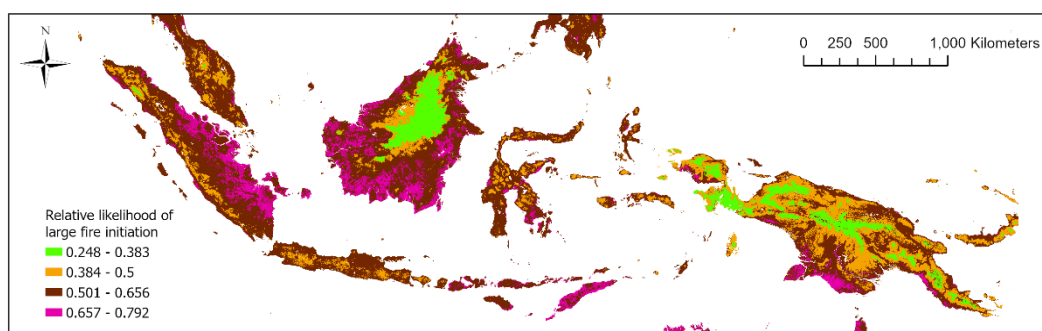 N
0 250 500 1,000 Kilometers
Relative likelihood of
large fire initiation
0.248 - 0.383
0.384 - 0.5
0.501 - 0.656
0.657 - 0.792